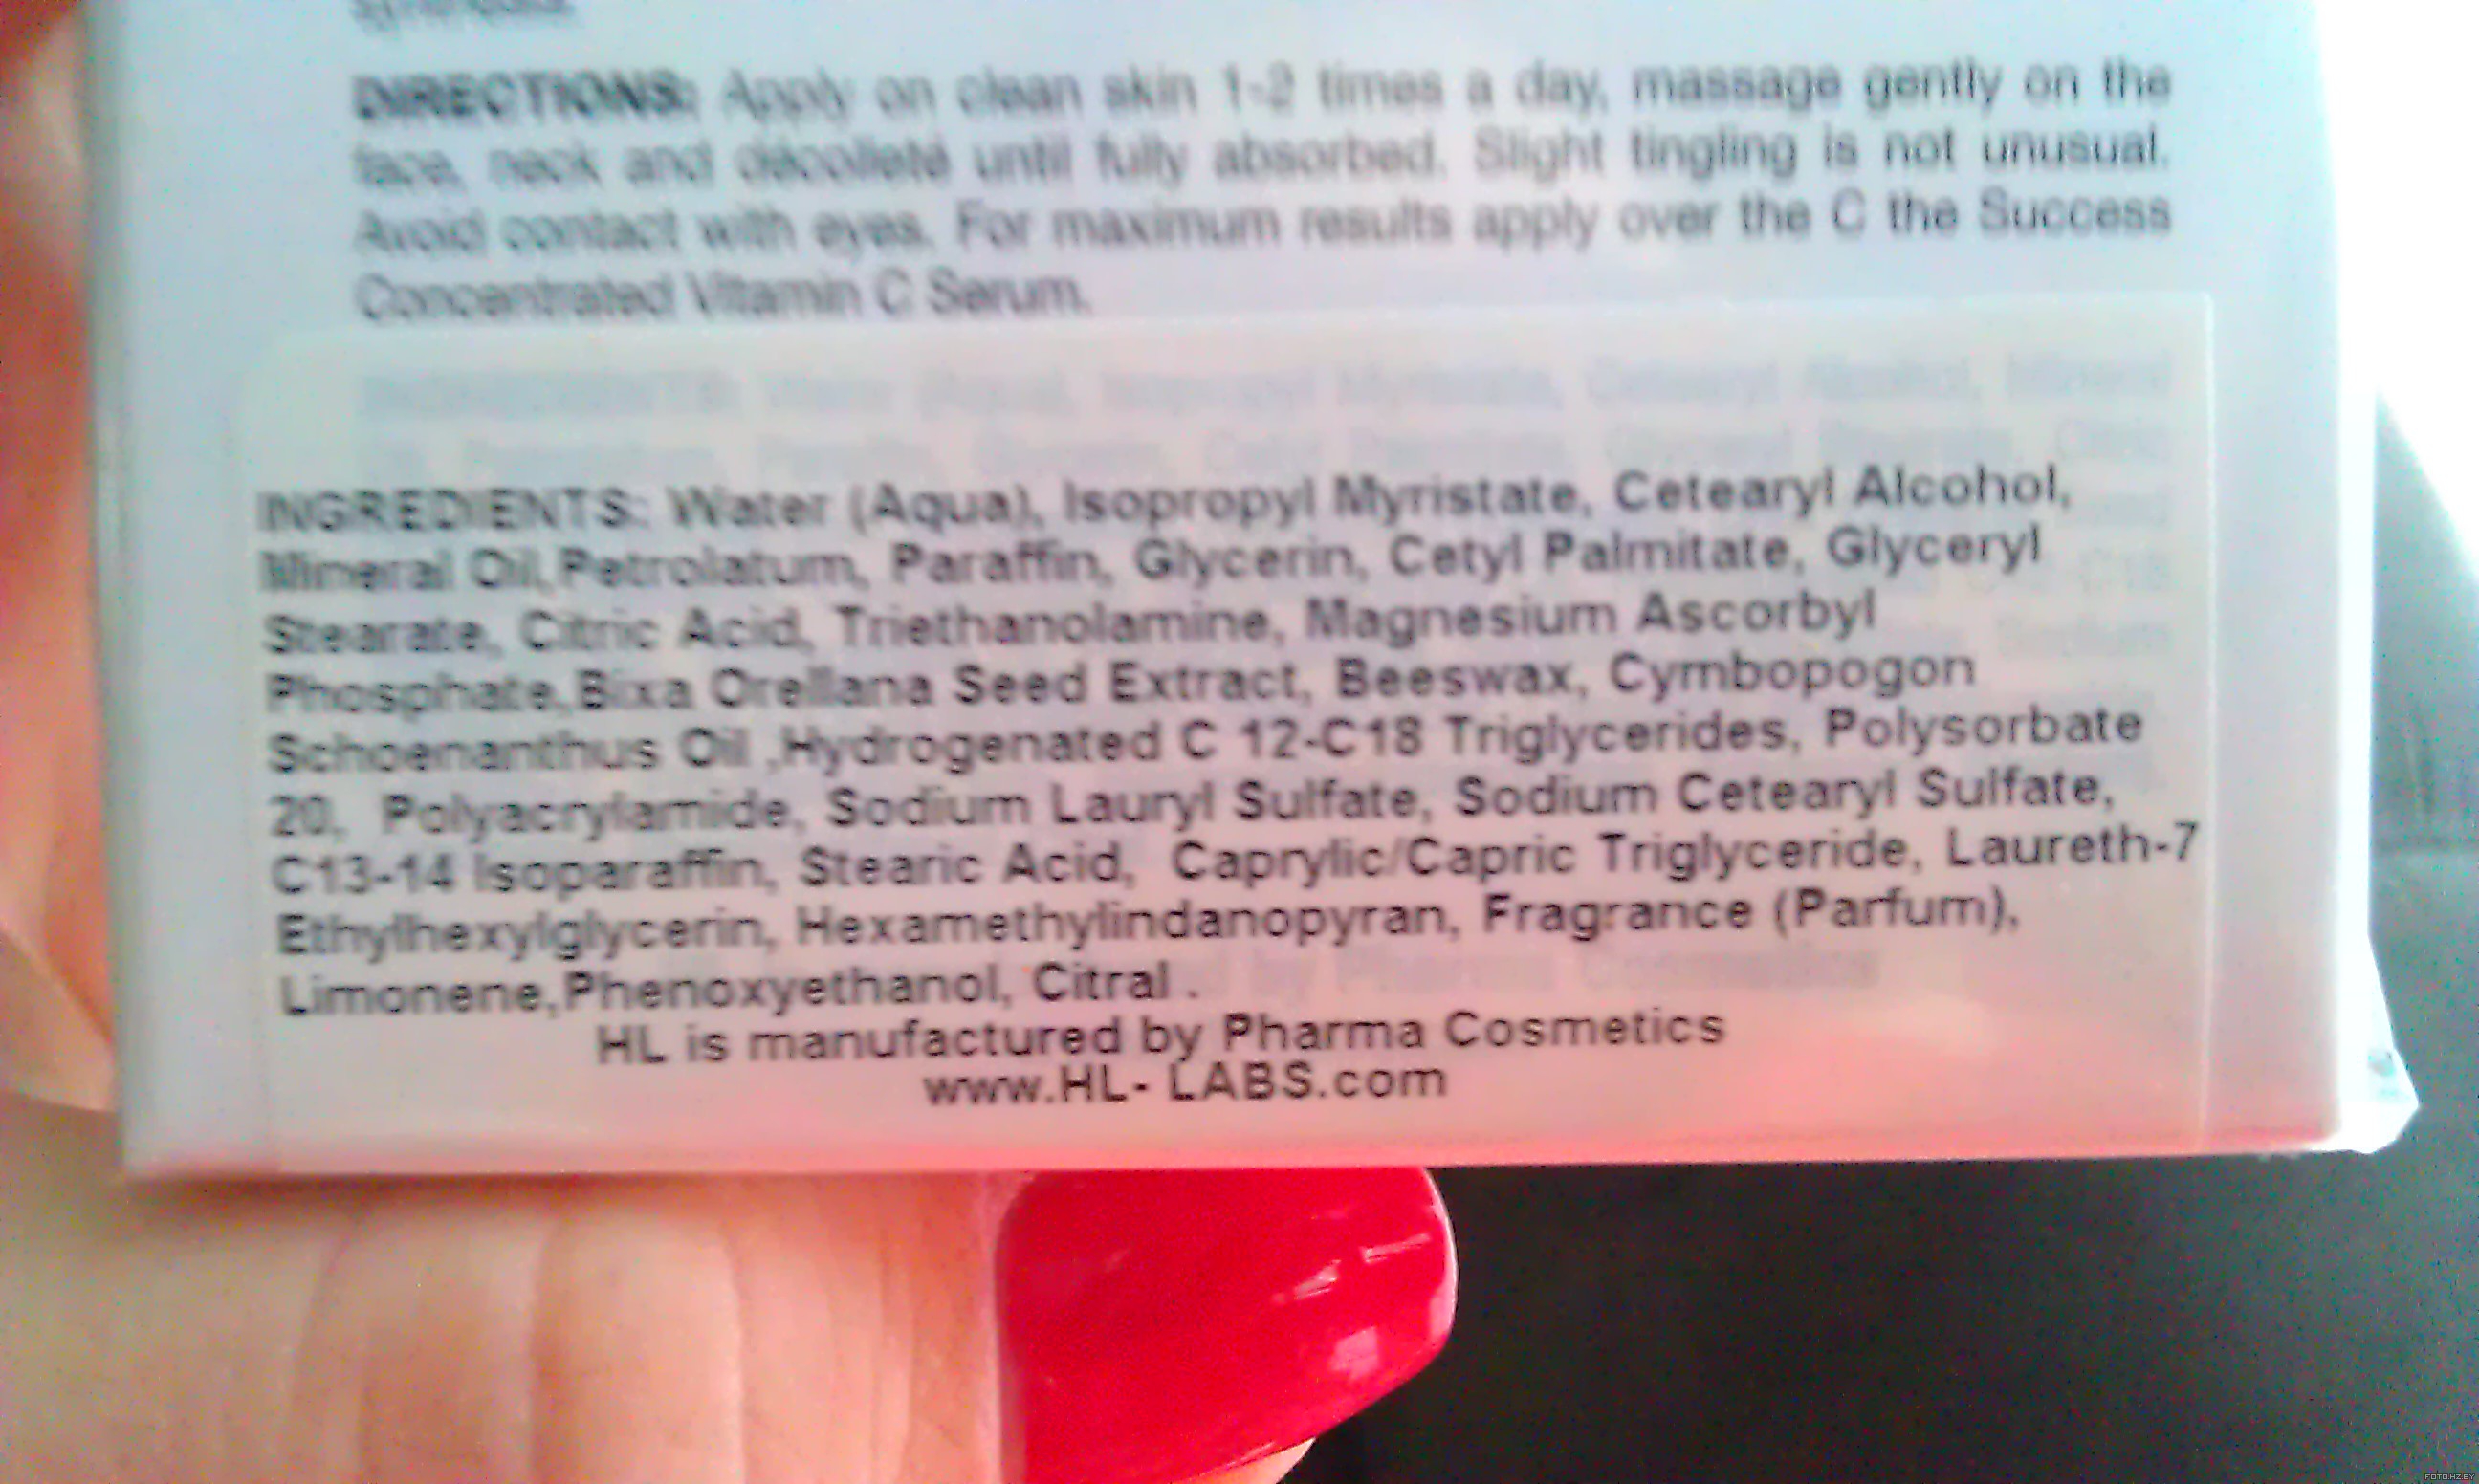 DIRECTIONS: Apply on clean skin 1-2 times a day, massage gently on the
face, neck and décolleté until fully absorbed. Slight tingling is not unusual.
Avoid contact with eyes. For maximum results apply over the C the Success
Concentrated Vitamin C Serum.
INGREDIENTS: Water (Aqua), Isopropyl Myristate, Cetearyl Alcohol,
Mineral Oil,Petrolatum, Paraffin, Glycerin, Cetyl Palmitate, Glyceryl
Stearate, Citric Acid, Triethanolamine, Magnesium Ascorbyl
Phosphate,Bixa Orellana Seed Extract, Beeswax, Cymbopogon
Schoenanthus Oil ,Hydrogenated C 12-C18 Triglycerides, Polysorbate
20, Polyacrylamide, Sodium Lauryl Sulfate, Sodium Cetearyl Sulfate,
C13-14 Isoparaffin, Stearic Acid, Caprylic/Capric Triglyceride, Laureth-7
Ethylhexylglycerin, Hexamethylindanopyran, Fragrance (Parfum),
Limonene,Phenoxyethanol, Citral .
HL is manufactured by Pharma Cosmetics
www.HL- LABS.com
FOTO.HZ.BY